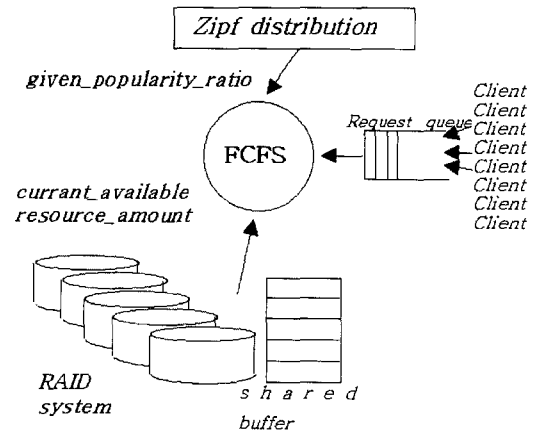 Zipf distribution
given_popularity_ratio
Client
Client
Request queue
Client
FCFS
Client
Client
Client
Client
Client
currant_available
resource_amount
RAID
system
shared
buffer